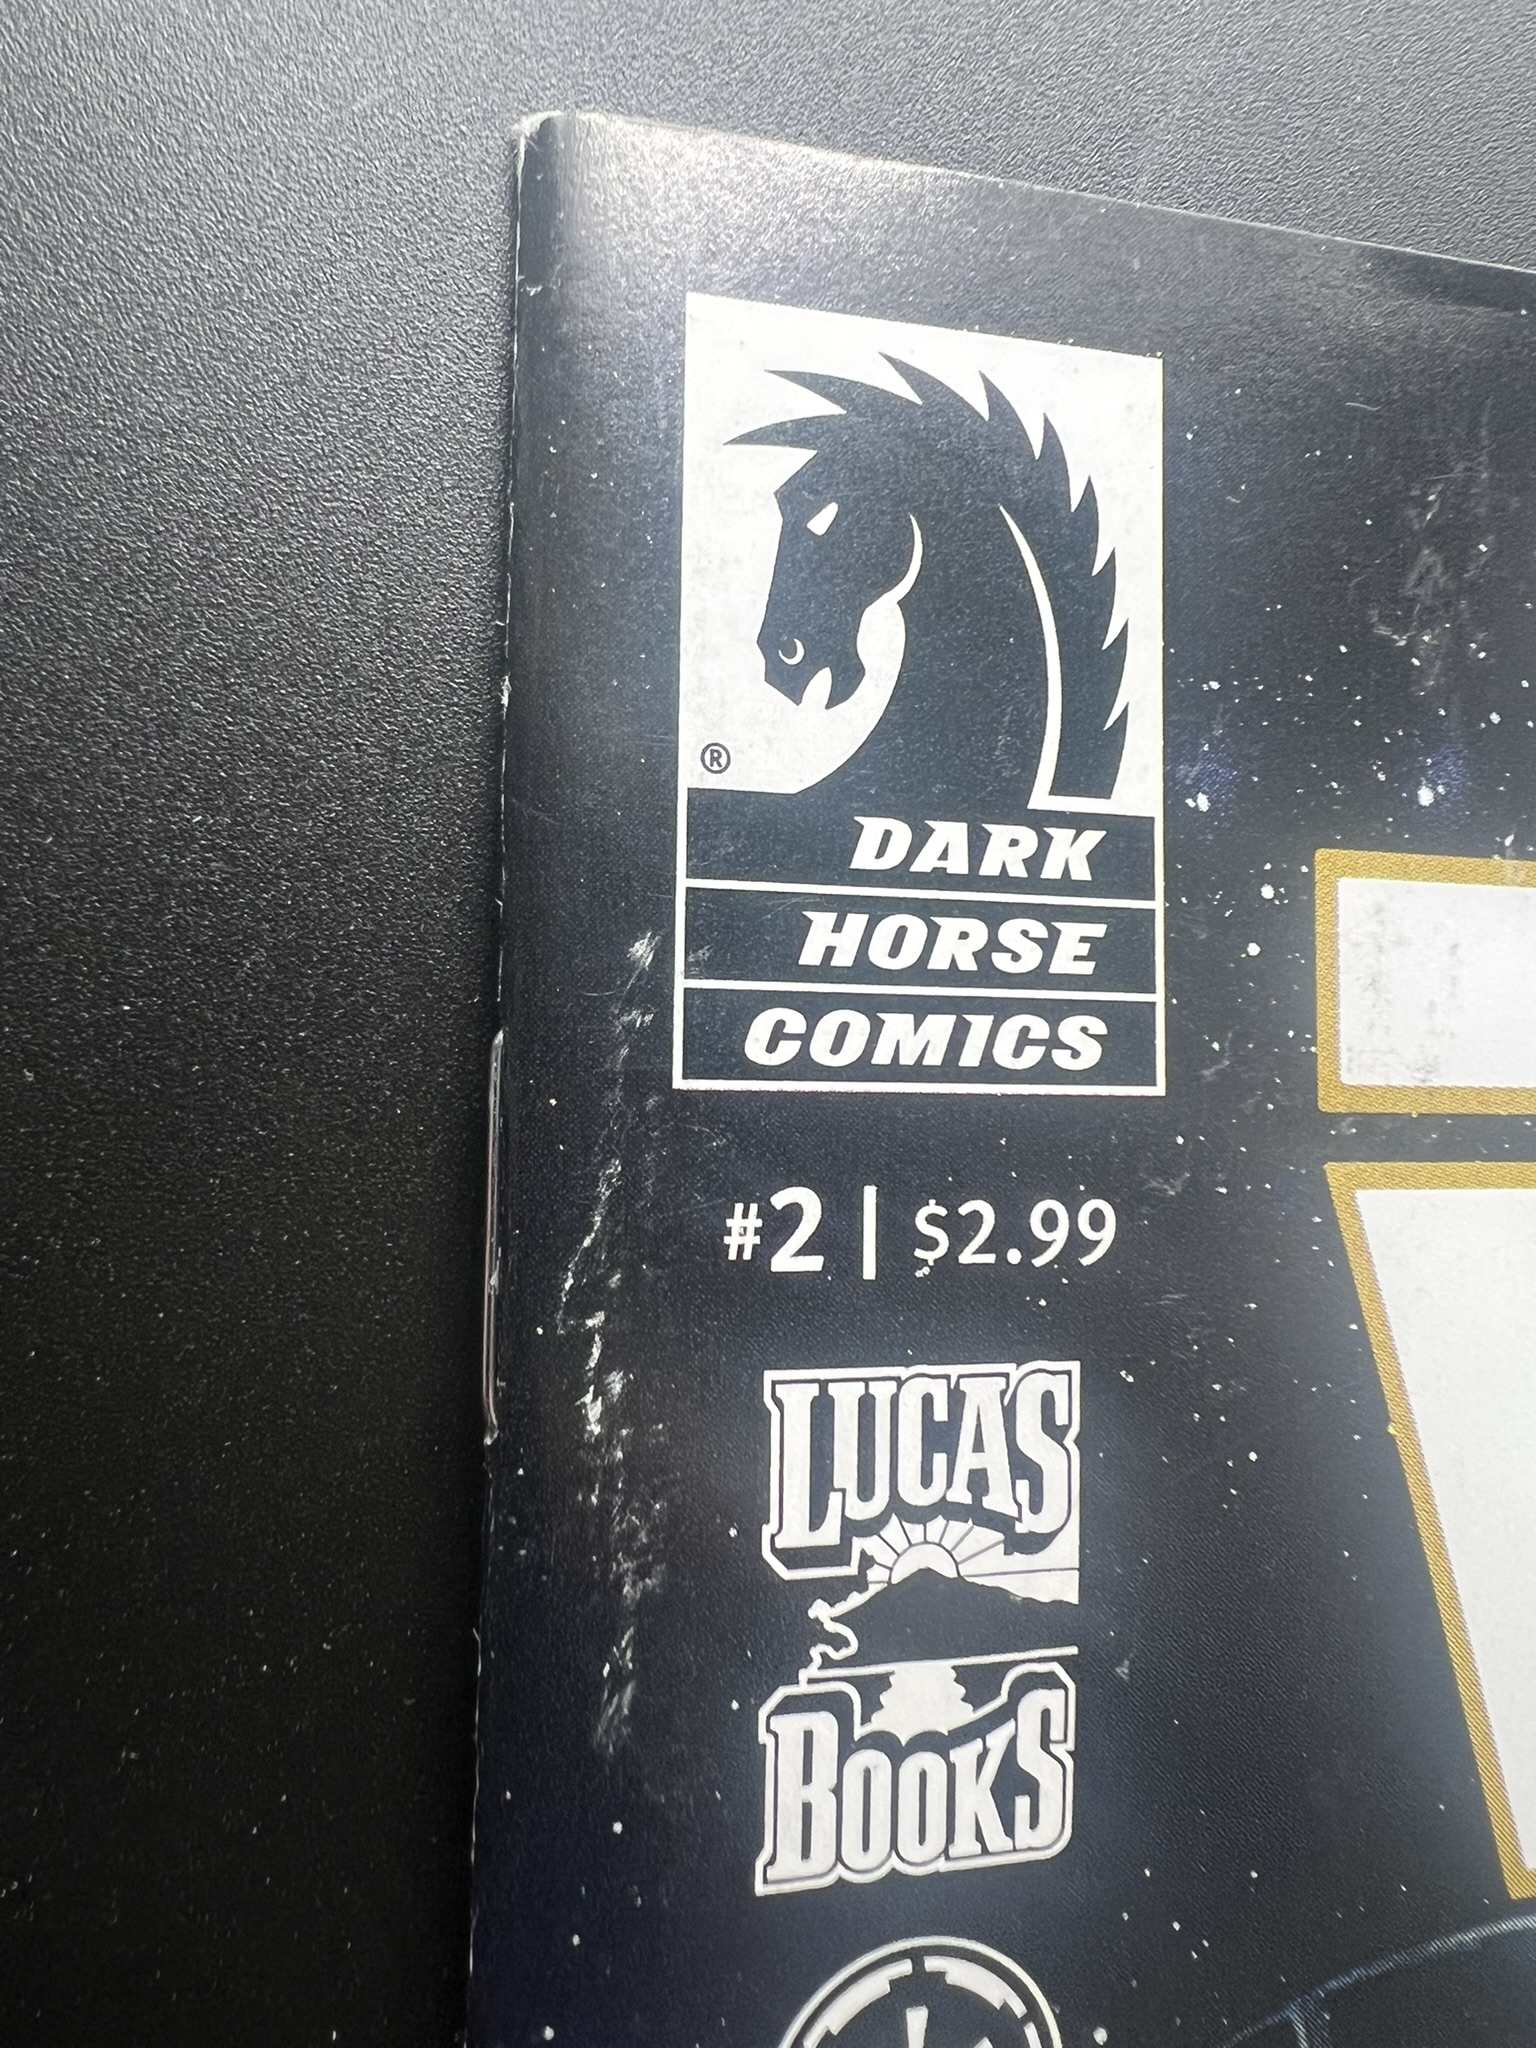 ®
DARK
HORSE
COMICS
#2 | $2.99
LUCAS
BOOKS